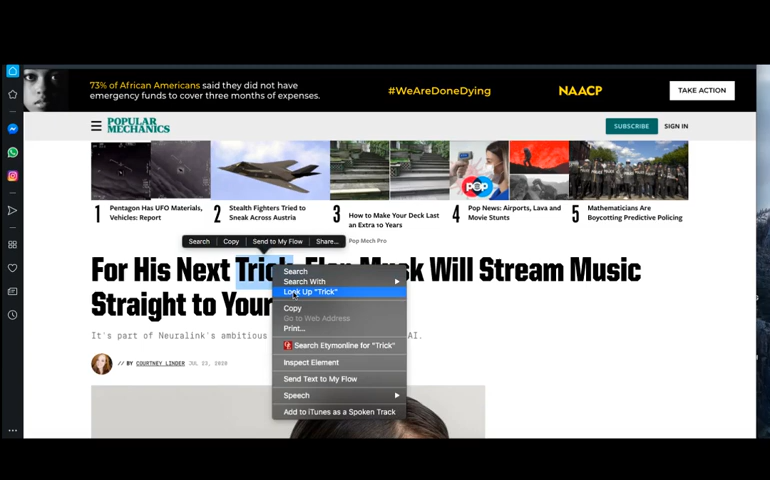 73% of African Americans said they did not have
emergency funds to cover three months of expenses.
#WeAreDoneDying
NAACP
TAKE ACTION
POPULAR
MECHANICS
SUBSCRIBE
SIGN IN
pop
1 Pentagon Has UFO Materials,
Vehicles: Report
2 Stealth Fighters Tried to
Sneak Across Austria
3 How to Make Your Deck Last
an Extra 10 Years
Pop Mech Pro
4 Pop News: Airports, Lava and
Movie Stunts
5 Mathematicians Are
Boycotting Predictive Policing
Search Copy Send to My Flow Share...
For His Next Trick, Elon Musk Will Stream Music
Straight to Your
It's part of Neuralink's ambitious
AI.
// BY COURTNEY LINDER JUL 23, 2020
Search
Search With
Look Up "Trick"
Copy
Go to Web Address
Print...
Search Etymonline for "Trick"
Inspect Element
Send Text to My Flow
Speech
Add to iTunes as a Spoken Track